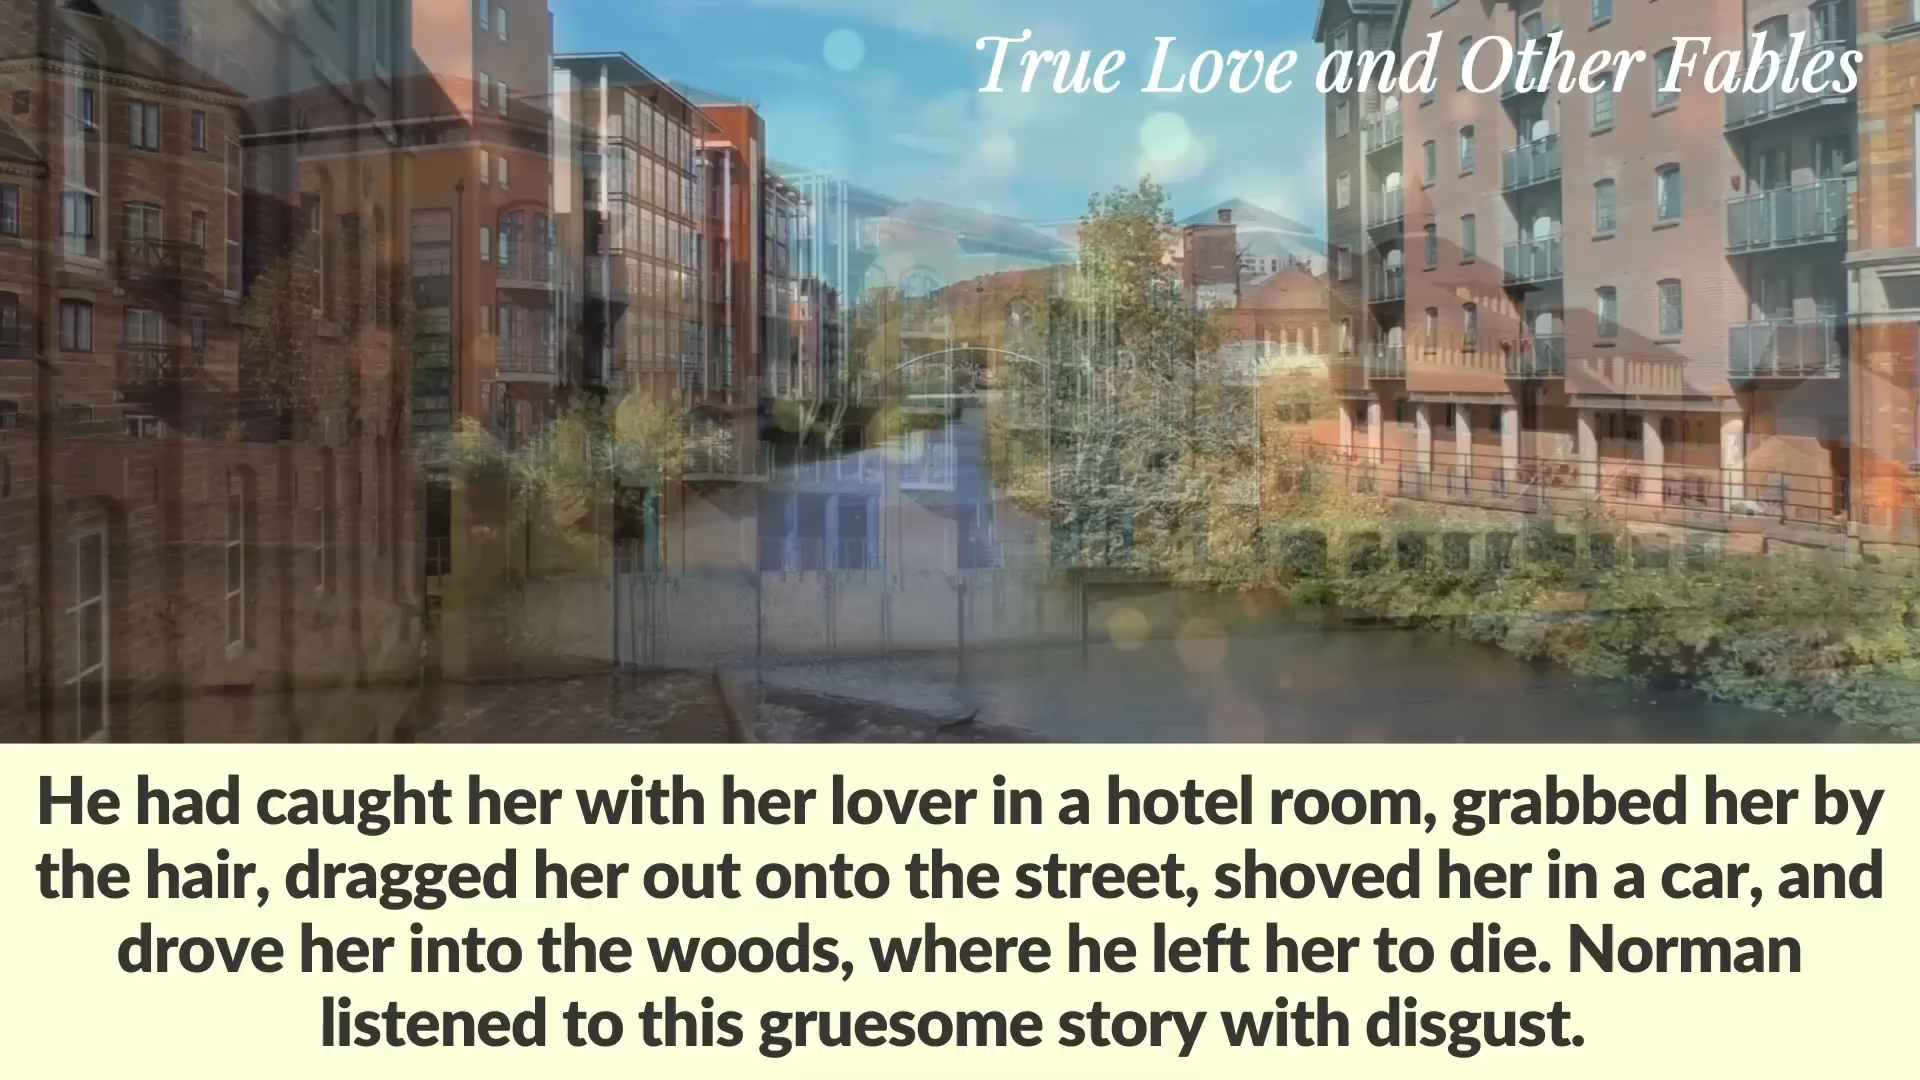 True Love and Other Fables
He had caught her with her lover in a hotel room, grabbed her by
the hair, dragged her out onto the street, shoved her in a car, and
drove her into the woods, where he left her to die. Norman
listened to this gruesome story with disgust.